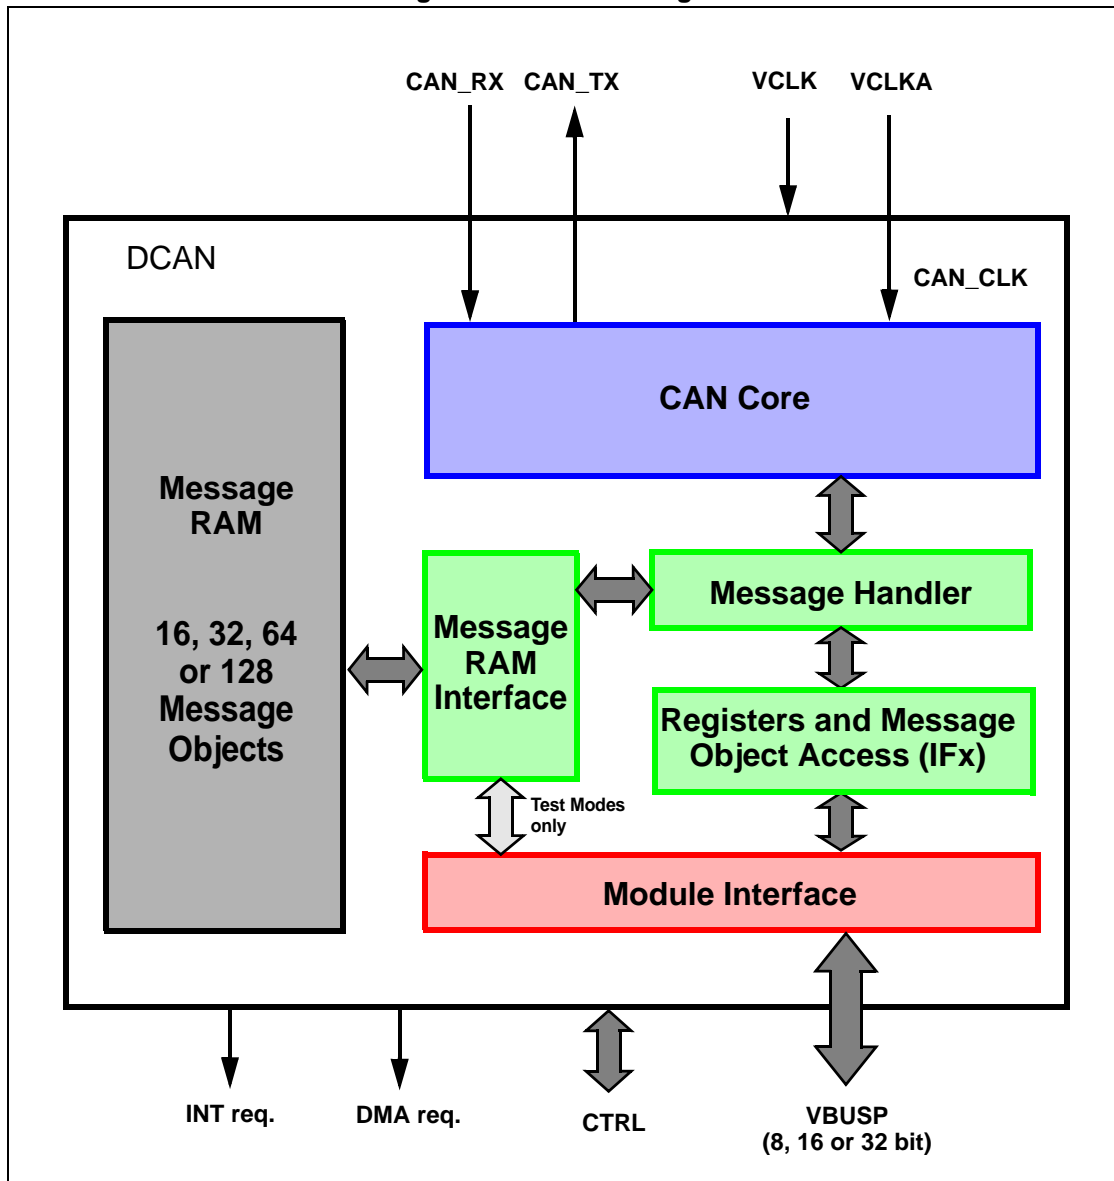 CAN_RX CAN_TX VCLK VCLKA
DCAN
CAN_CLK
CAN Core
Message
RAM
16, 32, 64
or 128
Message
Objects
Message
RAM
Interface
Message Handler
Registers and Message
Object Access (IFx)
Test Modes
only
Module Interface
INT req. DMA req. CTRL VBUSP
(8, 16 or 32 bit)